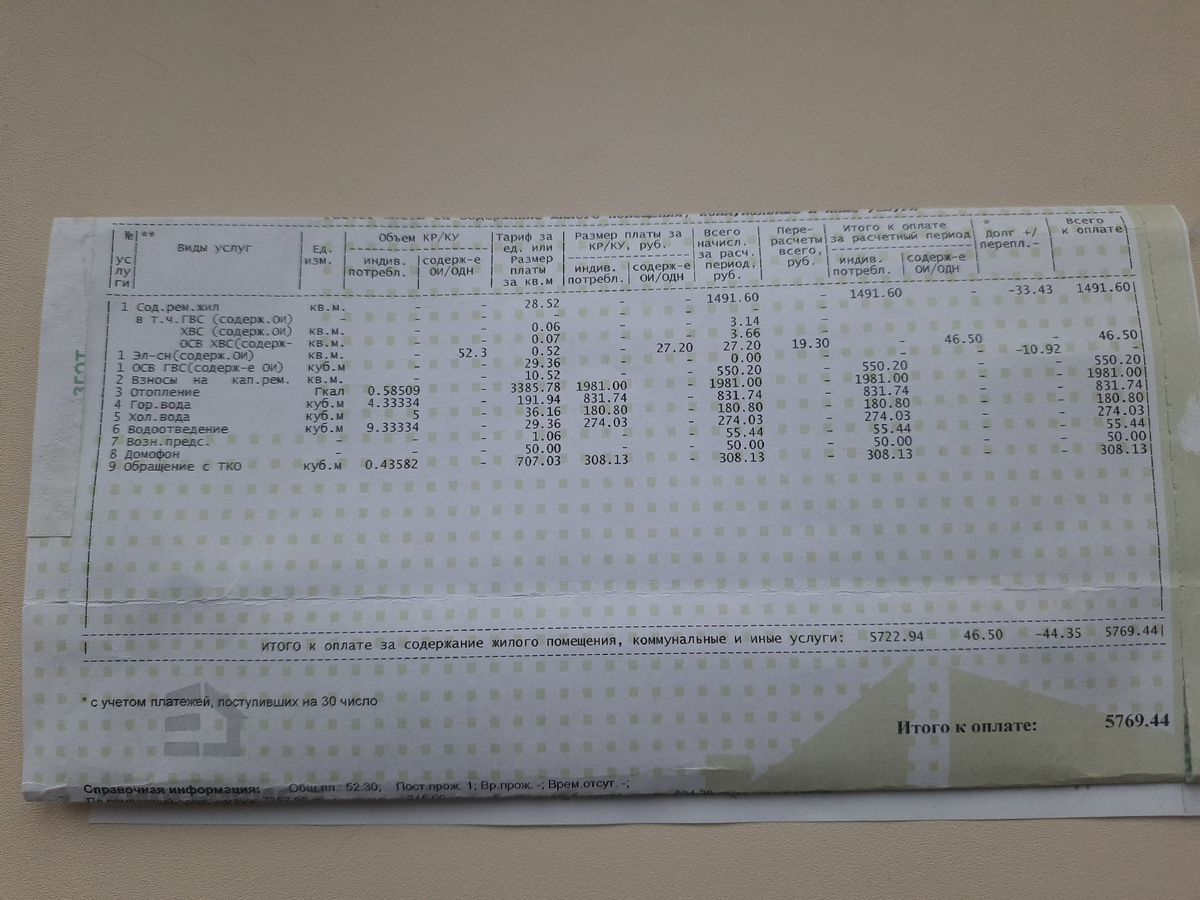 № ** Виды услуг Ед. изм. Объем КР/КУ Тариф за ед. или Размер платы за кв.м Размер платы за КР/КУ, руб. Всего начисл. за расч. период, руб. Пере- расчеты всего, руб. Итого к оплате за расчетный период * Долг +/ перепл.- Всего к оплате
ус лу ги индив. потребл. содерж-е ОИ/ОДН индив. потребл. содерж-е ОИ/ОДН индив. потребл. содерж-е ОИ/ОДН
1 Сод.рем.жил кв.м. - 28.52 - - 1491.60 - 1491.60 - -33.43 1491.60
в т.ч.ГВС (содерж.ОИ) - - -
ХВС (содерж.ОИ) кв.м. - 0.06 - - 3.14
ОСВ ХВС(содерж- кв.м. - 0.07 - - 3.66
1 Эл-сн(содерж.ОИ) кв.м. 52.3 0.52 - 27.20 27.20 19.30 - 46.50 - 46.50
1 ОСВ ГВС(содерж-е ОИ) куб.м - 29.36 - - 0.00 - - - -10.92
2 Взносы на кап.рем. кв.м. - - 10.52 - - 550.20 - 550.20 - - 550.20
3 Отопление Гкал 0.58509 - 3385.78 1981.00 - 1981.00 - 1981.00 - - 1981.00
4 Гор.вода куб.м 4.33334 - 191.94 831.74 - 831.74 - 831.74 - - 831.74
5 Хол.вода куб.м 5 - 36.16 180.80 - 180.80 - 180.80 - - 180.80
6 Водоотведение куб.м 9.33334 - 29.36 274.03 - 274.03 - 274.03 - - 274.03
7 Возн.предс. - - - 1.06 - - 55.44 - 55.44 - - 55.44
8 Домофон - - - 50.00 - - 50.00 - 50.00 - - 50.00
9 Обращение с ТКО куб.м 0.43582 - 707.03 308.13 - 308.13 - 308.13 - - 308.13
ИТОГО К ОПЛАТЕ за содержание жилого помещения, коммунальные и иные услуги: 5722.94 46.50 -44.35 5769.44
* с учетом платежей, поступивших на 30 число
Итого к оплате: 5769.44
Справочная информация: Общ.пл.: 52.30; Пост.прож. 1; Вр.прож. -; Врем.отсут. -;